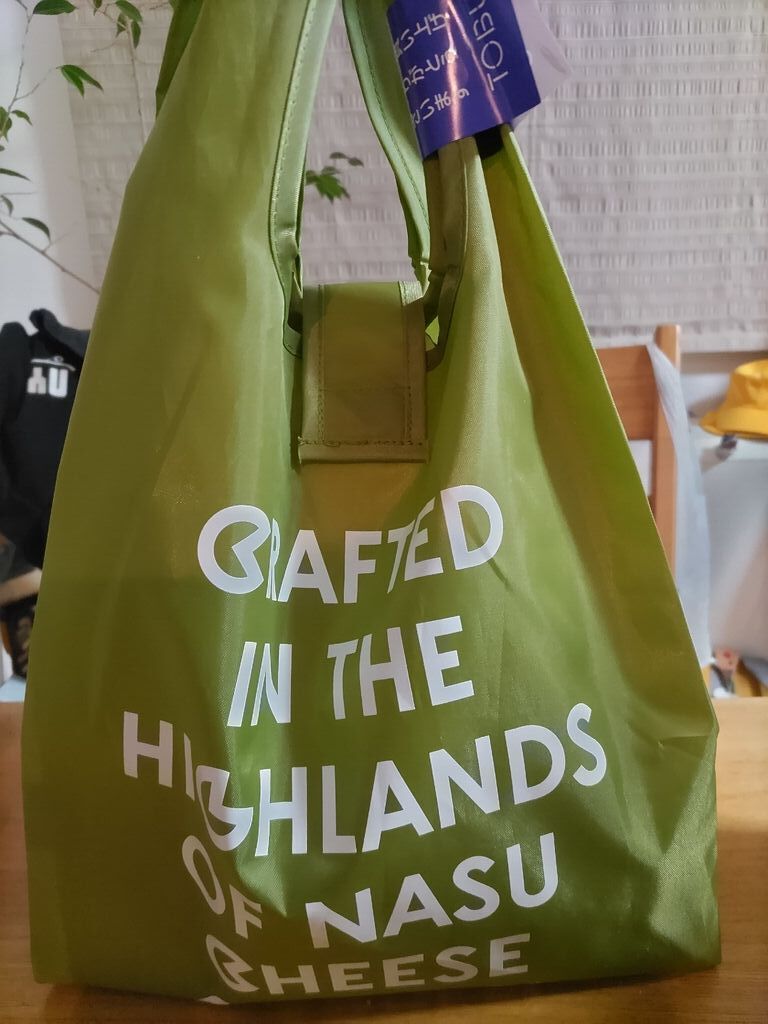 TOBU
CRAFTED
IN THE
HIGHLANDS
OF NASU
CHEESE